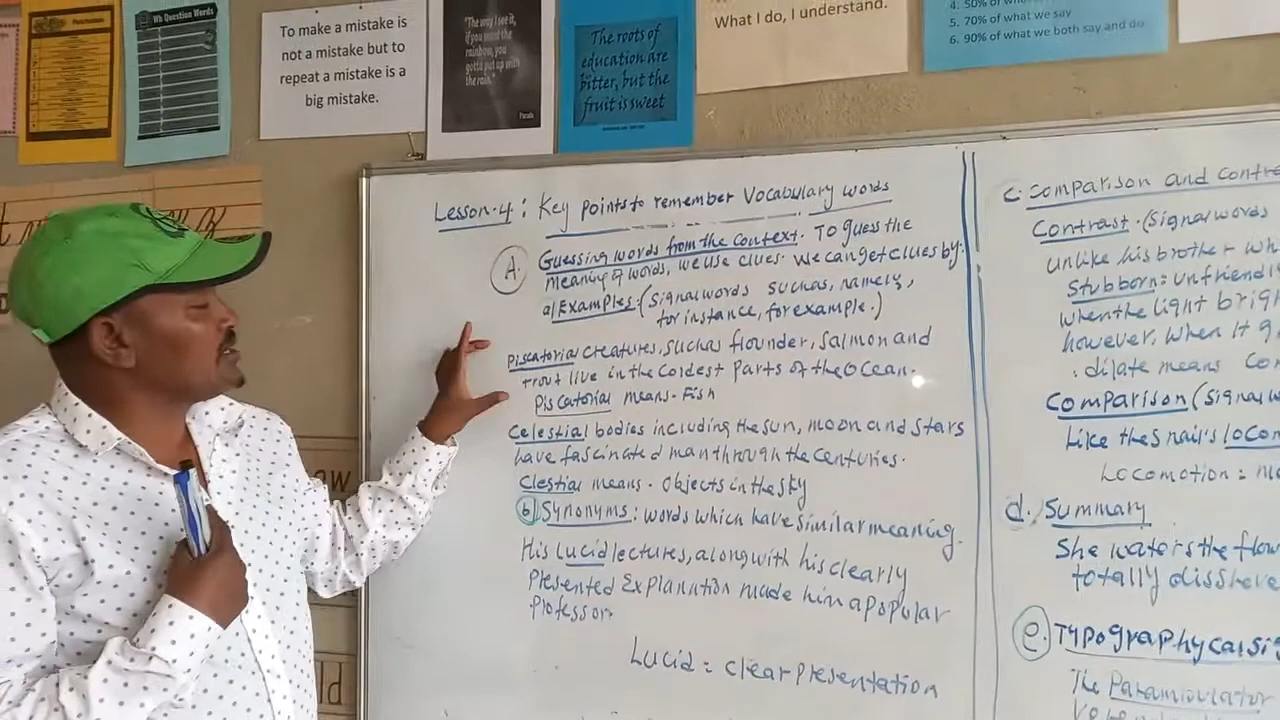 Wh Question Words
To make a mistake is
not a mistake but to
repeat a mistake is a
big mistake.
"The way I see it,
if you want the
rainbow, you
gotta put up with
the rain."
The roots of
education are
bitter, but the
fruit is sweet
What I do, I understand.
4. 50% of
5. 70% of what we say
6. 90% of what we both say and do
Lesson-4: Key points to remember Vocabulary words
A. Guessing words from the context. To guess the
meaning of words, we use clues. We can get clues by:
a/ Examples: (signal words such as, namely,
for instance, for example.)
Piscatorial creatures, such as flounder, salmon and
trout live in the coldest parts of the ocean.
Piscatorial means - Fish
Celestial bodies including the sun, moon and stars
have fascinated man through the centuries.
Clestial means - objects in the sky
b) Synonyms: words which have similar meaning.
His lucid lectures, along with his clearly
Presented Explanation made him a popular
Professor.
Lucid = clear presentation
c. Comparison and contra
Contrast. (Signal words
unlike his brother wh
Stubborn: unfriendl
when the light brig
however, when it g
dilate means co
Comparison (signal w
Like the snail's locom
Locomotion = mo
d. Summary
She waters the flow
totally
e. Typographycal sig
The